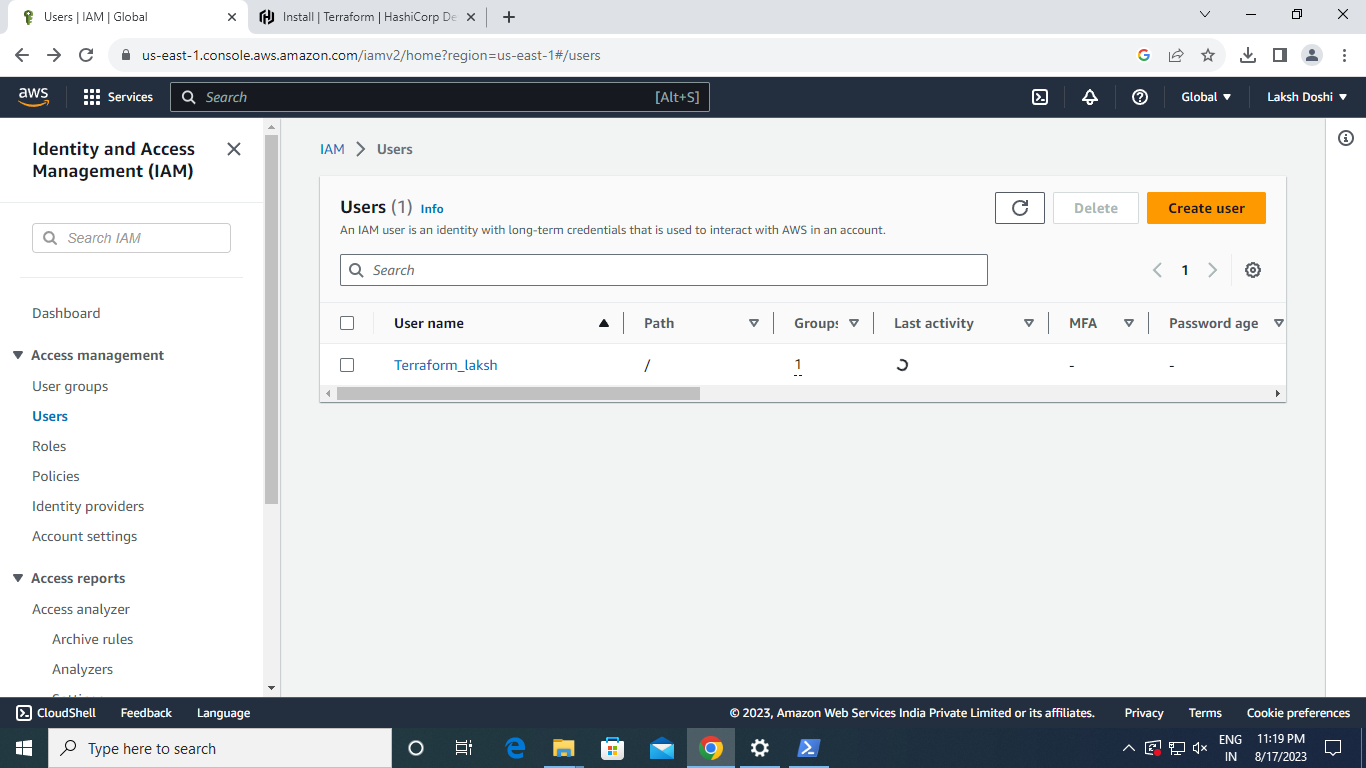 Users | IAM | Global
Install | Terraform | HashiCorp De
us-east-1.console.aws.amazon.com/iamv2/home?region=us-east-1#/users
aws
Services
Search
[Alt+S]
Global
Laksh Doshi
Identity and Access
Management (IAM)
Search IAM
Dashboard
Access management
User groups
Users
Roles
Policies
Identity providers
Account settings
Access reports
Access analyzer
Archive rules
Analyzers
IAM
Users
Users (1) Info
Delete
Create user
An IAM user is an identity with long-term credentials that is used to interact with AWS in an account.
Search
1
User name
Path
Groups
Last activity
MFA
Password age
Terraform_laksh
/
1
-
-
CloudShell
Feedback
Language
© 2023, Amazon Web Services India Private Limited or its affiliates.
Privacy
Terms
Cookie preferences
Type here to search
ENG
IN
11:19 PM
8/17/2023